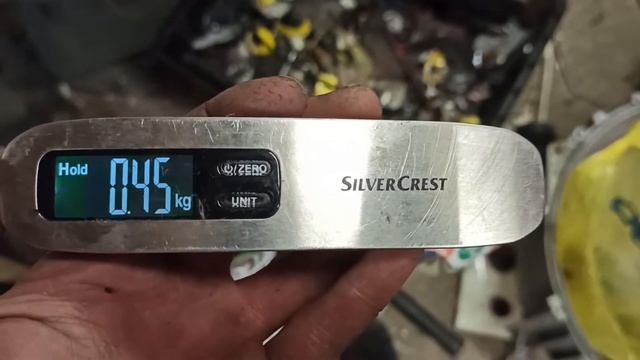 Hold 0.45 kg
⏻/ZERO
UNIT
SILVERCREST